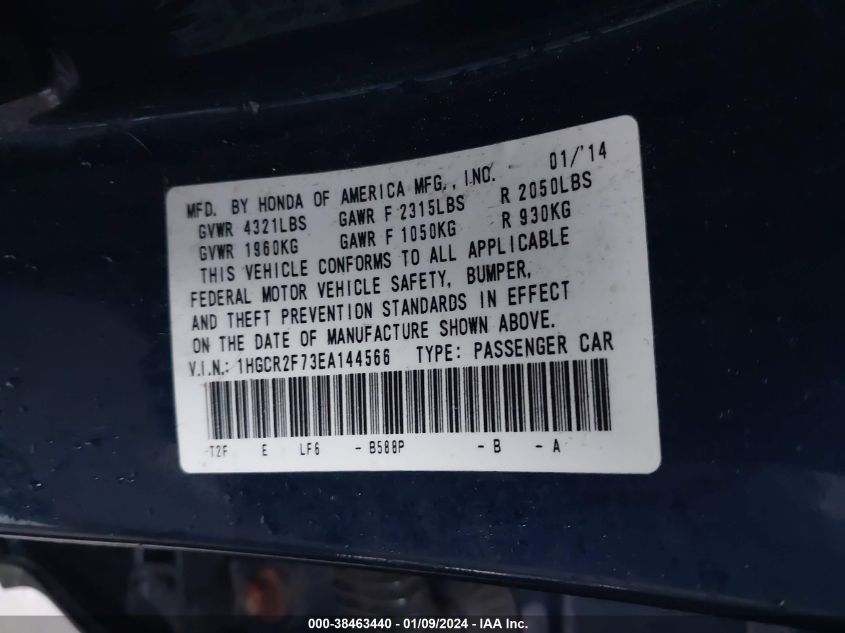 MFD. BY HONDA OF AMERICA MFG., INC. 01/'14
GVWR 4321LBS GAWR F 2315LBS R 2050LBS
GVWR 1960KG GAWR F 1050KG R 930KG
THIS VEHICLE CONFORMS TO ALL APPLICABLE
FEDERAL MOTOR VEHICLE SAFETY, BUMPER,
AND THEFT PREVENTION STANDARDS IN EFFECT
ON THE DATE OF MANUFACTURE SHOWN ABOVE.
V.I.N.: 1HGCR2F73EA144566 TYPE: PASSENGER CAR
-T2F E LF6 -B588P -B -A
000-38463440 - 01/09/2024 - IAA Inc.